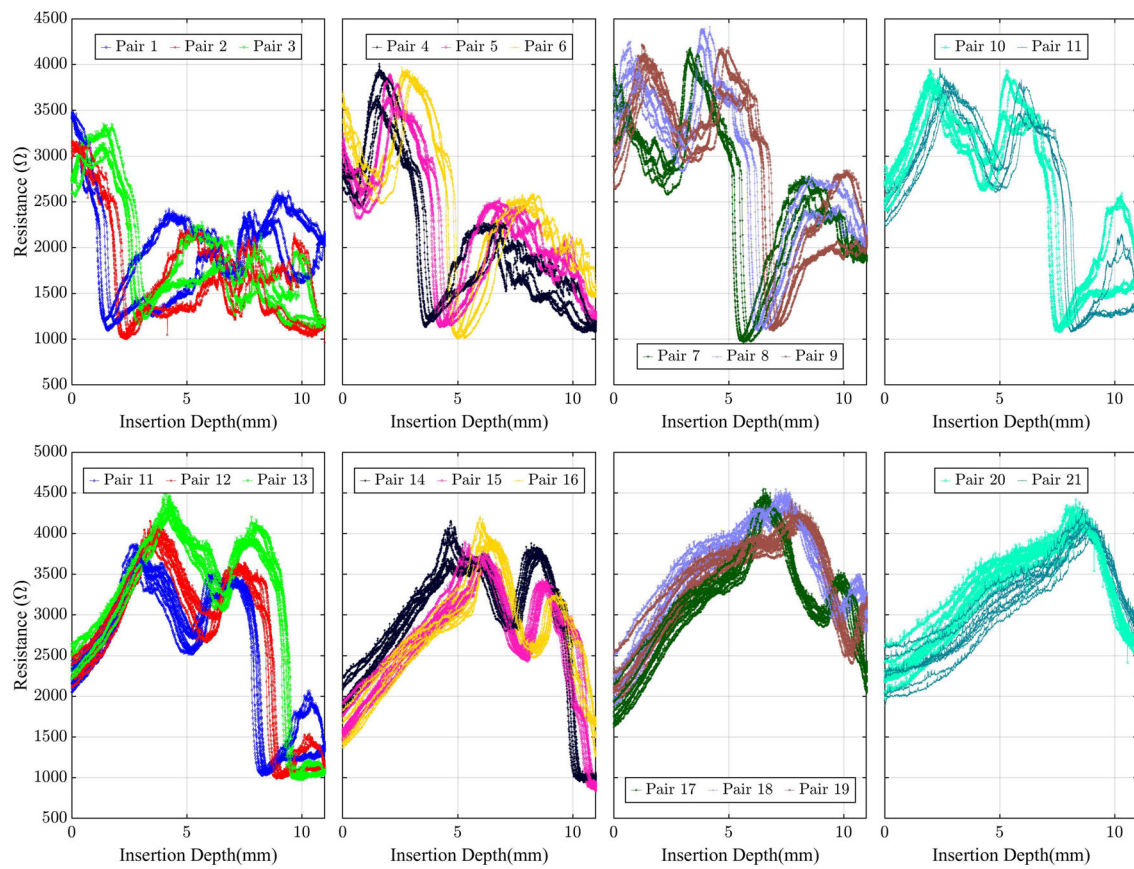 4500
4000
3500
3000
2500
2000
1500
1000
500
Resistance (Ω)
Pair 1 Pair 2 Pair 3
Pair 4 Pair 5 Pair 6
Pair 7 Pair 8 Pair 9
Pair 10 Pair 11
0 5 10
0 5 10
0 5 10
0 5 10
Insertion Depth(mm)
Insertion Depth(mm)
Insertion Depth(mm)
Insertion Depth(mm)
5000
4500
4000
3500
3000
2500
2000
1500
1000
500
Resistance (Ω)
Pair 11 Pair 12 Pair 13
Pair 14 Pair 15 Pair 16
Pair 17 Pair 18 Pair 19
Pair 20 Pair 21
0 5 10
0 5 10
0 5 10
0 5 10
Insertion Depth(mm)
Insertion Depth(mm)
Insertion Depth(mm)
Insertion Depth(mm)